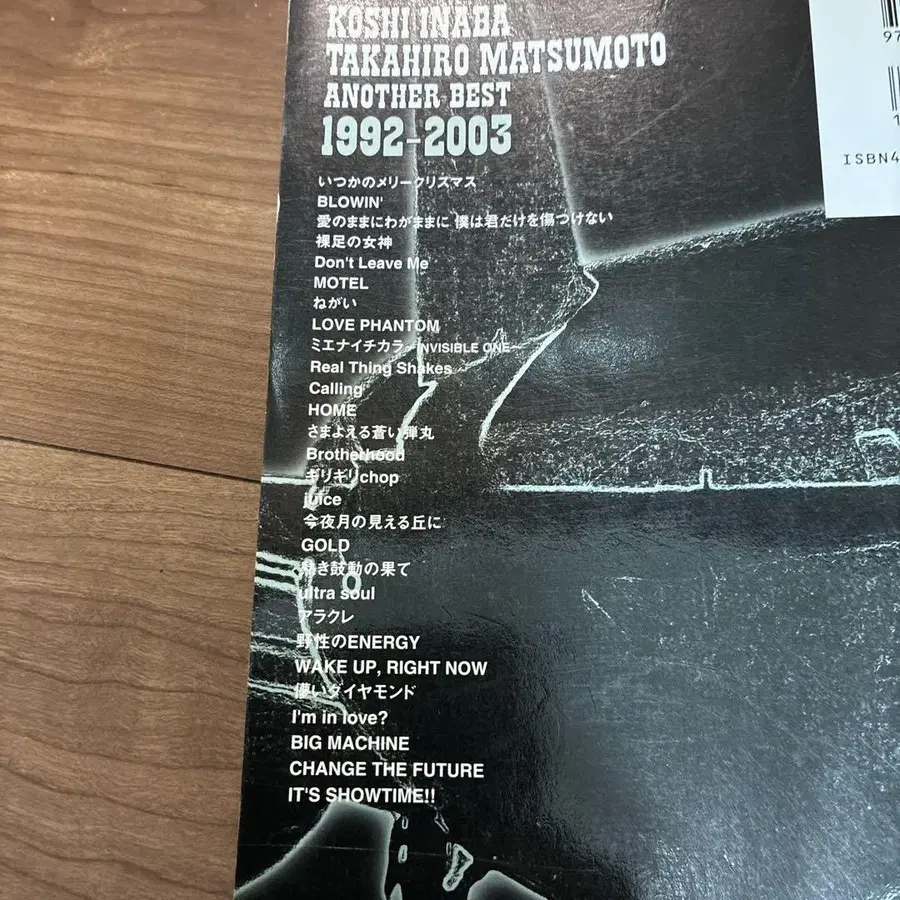 KOSHI INABA
TAKAHIRO MATSUMOTO
ANOTHER BEST
1992-2003
いつかのメリークリスマス
BLOWIN'
愛のままにわがままに 僕は君だけを傷つけない
裸足の女神
Don't Leave Me
MOTEL
ねがい
LOVE PHANTOM
ミエナイチカラ~INVISIBLE ONE~
Real Thing Shakes
Calling
HOME
さまよえる蒼い弾丸
Brotherhood
ギリギリchop
juice
今夜月の見える丘に
GOLD
熱き鼓動の果て
ultra soul
アラクレ
野性のENERGY
WAKE UP, RIGHT NOW
儚いダイヤモンド
I'm in love?
BIG MACHINE
CHANGE THE FUTURE
IT'S SHOWTIME!!
97
1
ISBN4